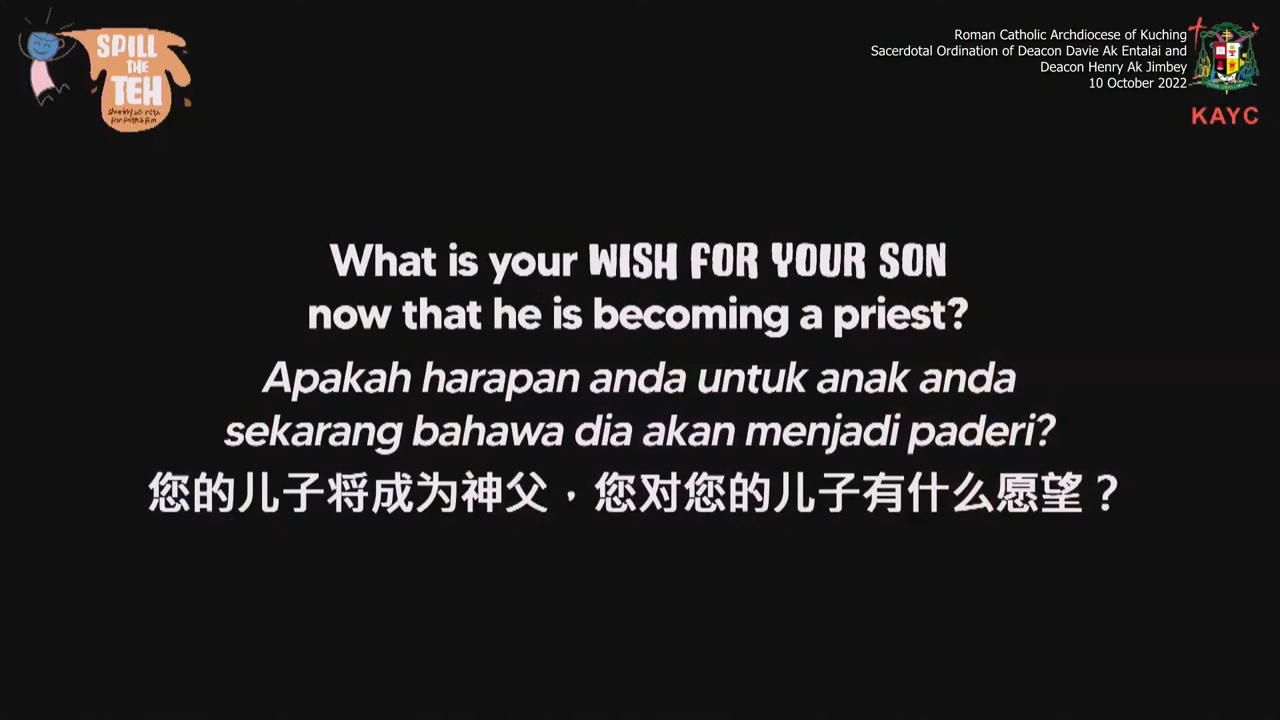 SPILL
THE
TEH
Roman Catholic Archdiocese of Kuching
Sacerdotal Ordination of Deacon Davie Ak Entalai and
Deacon Henry Ak Jimbey
10 October 2022
KAYC
What is your WISH FOR YOUR SON
now that he is becoming a priest?
Apakah harapan anda untuk anak anda
sekarang bahawa dia akan menjadi paderi?
您的儿子将成为神父，您对您的儿子有什么愿望？